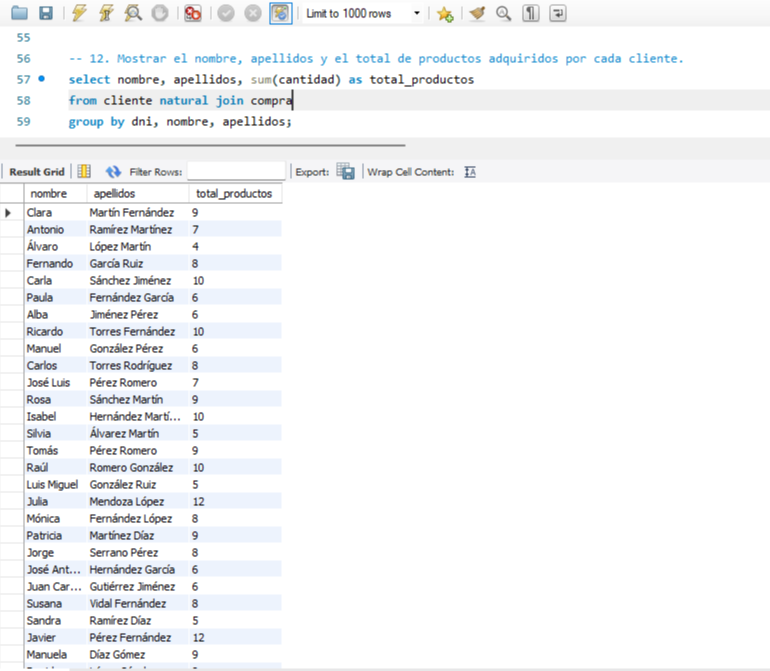 Limit to 1000 rows
55
56 -- 12. Mostrar el nombre, apellidos y el total de productos adquiridos por cada cliente.
57 select nombre, apellidos, sum(cantidad) as total_productos
58 from cliente natural join compra
59 group by dni, nombre, apellidos;
Result Grid Filter Rows: Export: Wrap Cell Content:
nombre apellidos total_productos
Clara Martín Fernández 9
Antonio Ramírez Martínez 7
Álvaro López Martín 4
Fernando García Ruiz 8
Carla Sánchez Jiménez 10
Paula Fernández García 6
Alba Jiménez Pérez 6
Ricardo Torres Fernández 10
Manuel González Pérez 6
Carlos Torres Rodríguez 8
José Luis Pérez Romero 7
Rosa Sánchez Martín 9
Isabel Hernández Martí... 10
Silvia Álvarez Martín 5
Tomás Pérez Romero 9
Raúl Romero González 10
Luis Miguel González Ruiz 5
Julia Mendoza López 12
Mónica Fernández López 8
Patricia Martínez Díaz 9
Jorge Serrano Pérez 8
José Ant... Hernández García 6
Juan Car... Gutiérrez Jiménez 6
Susana Vidal Fernández 8
Sandra Ramírez Díaz 5
Javier Pérez Fernández 12
Manuela Díaz Gómez 9